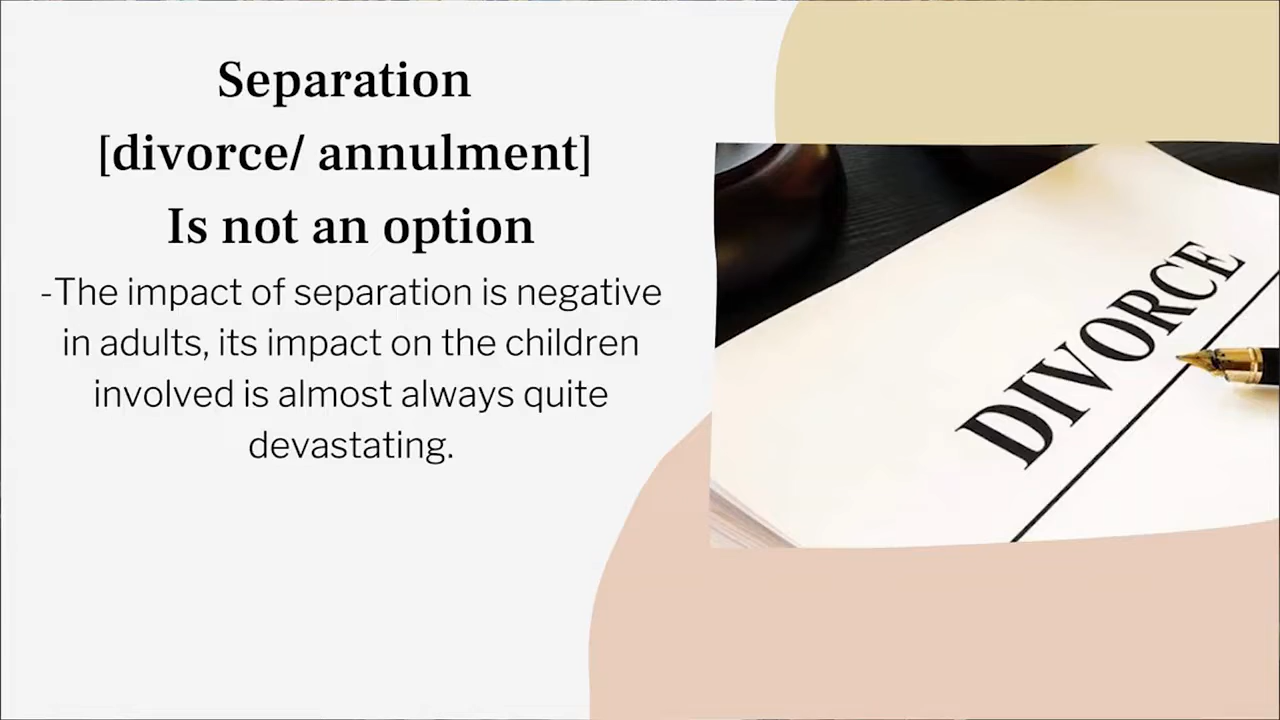 Separation
[divorce/ annulment]
Is not an option
-The impact of separation is negative
in adults, its impact on the children
involved is almost always quite
devastating.
DIVORCE